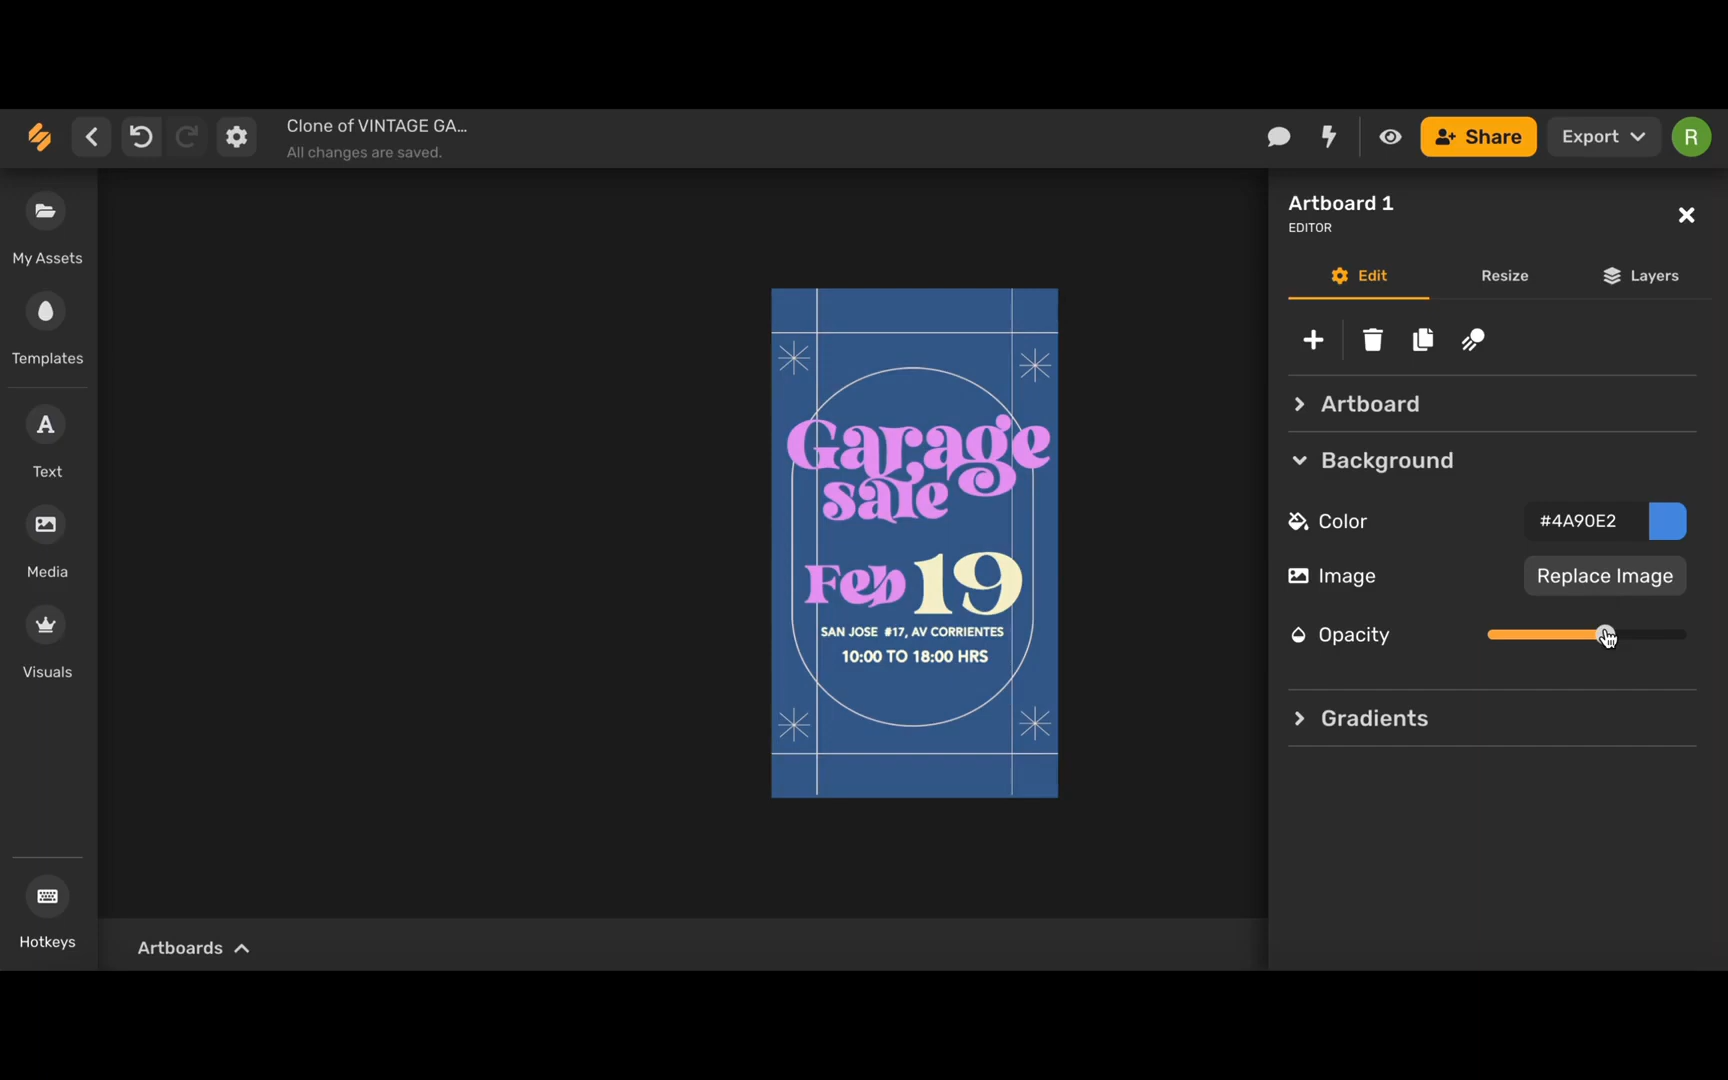 Clone of VINTAGE GA...
All changes are saved.
Share
Export
R
My Assets
Templates
Text
Media
Visuals
Hotkeys
Garage
sale
Feb 19
SAN JOSE #17, AV CORRIENTES
10:00 TO 18:00 HRS
Artboards
Artboard 1
EDITOR
Edit
Resize
Layers
Artboard
Background
Color
#4A90E2
Image
Replace Image
Opacity
Gradients